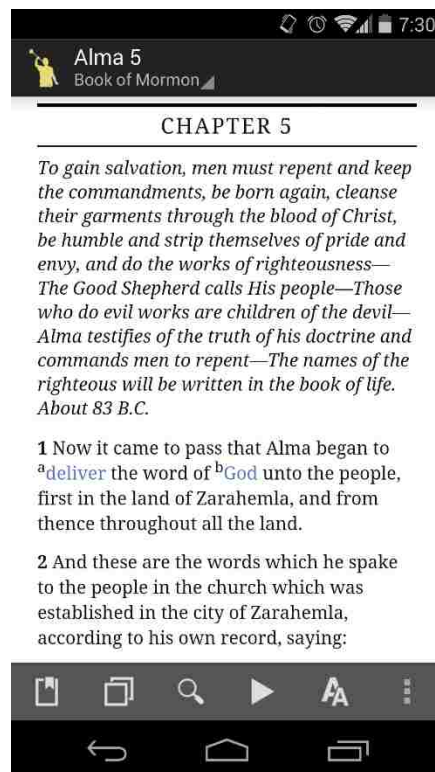 7:30
Alma 5
Book of Mormon
CHAPTER 5
To gain salvation, men must repent and keep
the commandments, be born again, cleanse
their garments through the blood of Christ,
be humble and strip themselves of pride and
envy, and do the works of righteousness—
The Good Shepherd calls His people—Those
who do evil works are children of the devil—
Alma testifies of the truth of his doctrine and
commands men to repent—The names of the
righteous will be written in the book of life.
About 83 B.C.
1 Now it came to pass that Alma began to
adeliver the word of bGod unto the people,
first in the land of Zarahemla, and from
thence throughout all the land.
2 And these are the words which he spake
to the people in the church which was
established in the city of Zarahemla,
according to his own record, saying:
AA